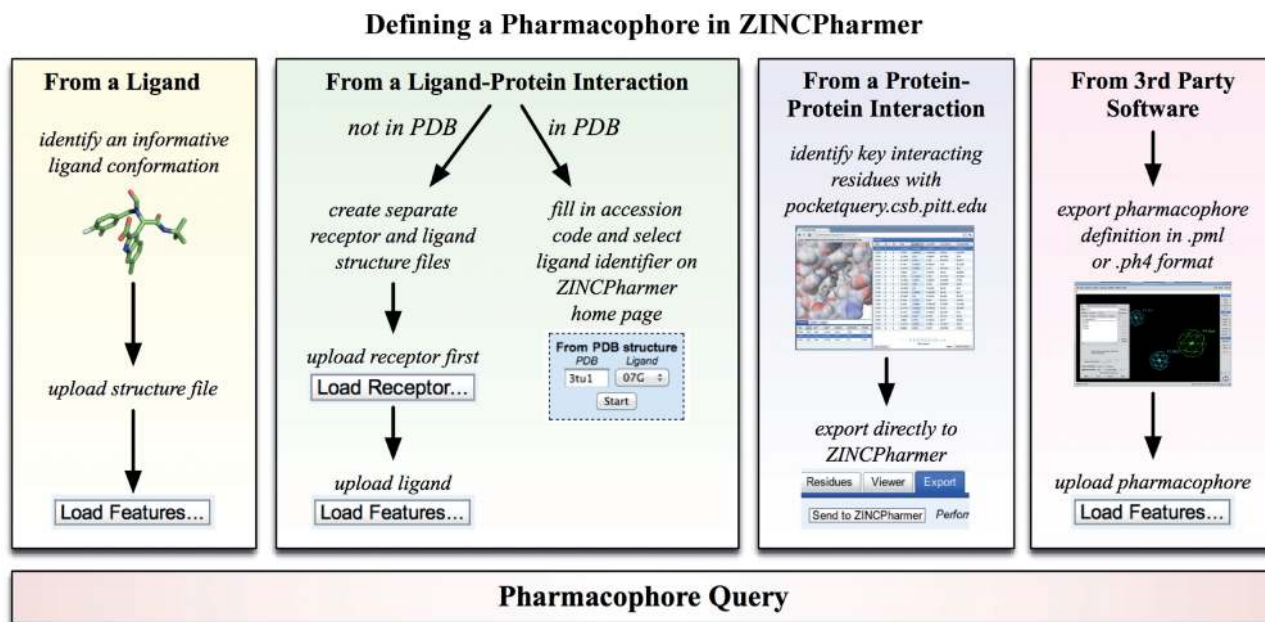 Defining a Pharmacophore in ZINCPharmer
From a Ligand
identify an informative
ligand conformation
upload structure file
Load Features...
From a Ligand-Protein Interaction
not in PDB
in PDB
create separate
receptor and ligand
structure files
upload receptor first
Load Receptor...
upload ligand
Load Features...
fill in accession
code and select
ligand identifier on
ZINCPharmer
home page
From PDB structure
PDB Ligand
3tu1 07G
Start
From a Protein-
Protein Interaction
identify key interacting
residues with
pocketquery.csb.pitt.edu
export directly to
ZINCPharmer
Residues Viewer Export
Send to ZINCPharmer Perfor
From 3rd Party
Software
export pharmacophore
definition in .pml
or .ph4 format
upload pharmacophore
Load Features...
Pharmacophore Query